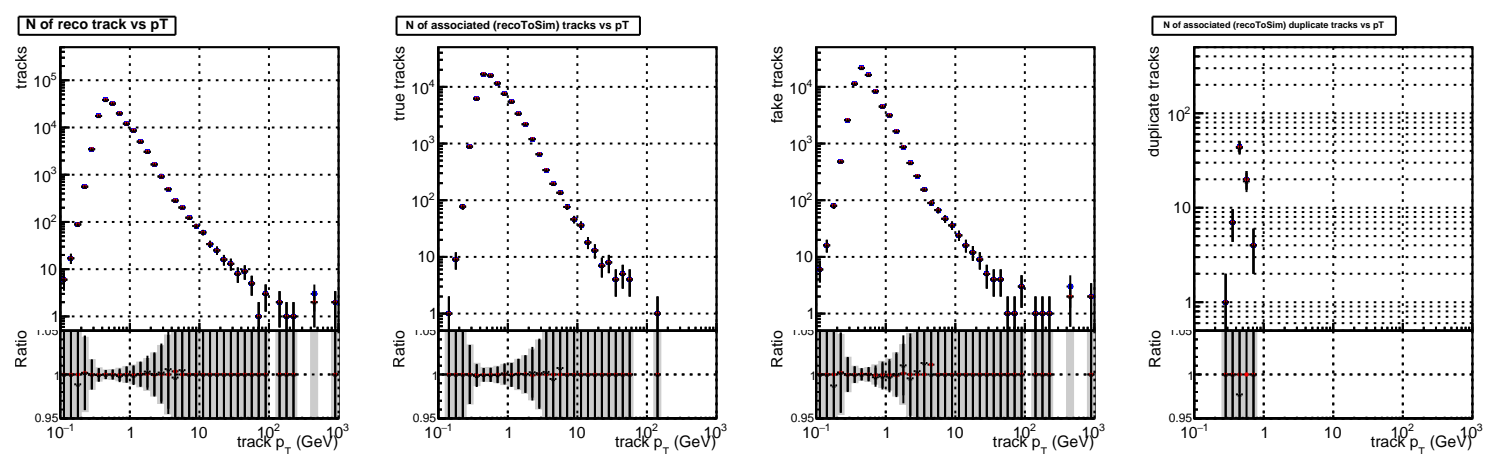 N of reco track vs pT
tracks
10^5
10^4
10^3
10^2
10
1
Ratio
1.05
1
0.95
10^-1 1 10 10^2 10^3
track p_T (GeV)
N of associated (recoToSim) tracks vs pT
true tracks
10^4
10^3
10^2
10
1
Ratio
1.05
1
0.95
10^-1 1 10 10^2 10^3
track p_T (GeV)
fake tracks
10^4
10^3
10^2
10
1
Ratio
1.05
1
0.95
10^-1 1 10 10^2 10^3
track p_T (GeV)
N of associated (recoToSim) duplicate tracks vs pT
duplicate tracks
10^2
10
1
Ratio
1.05
1
0.95
10^-1 1 10 10^2 10^3
track p_T (GeV)